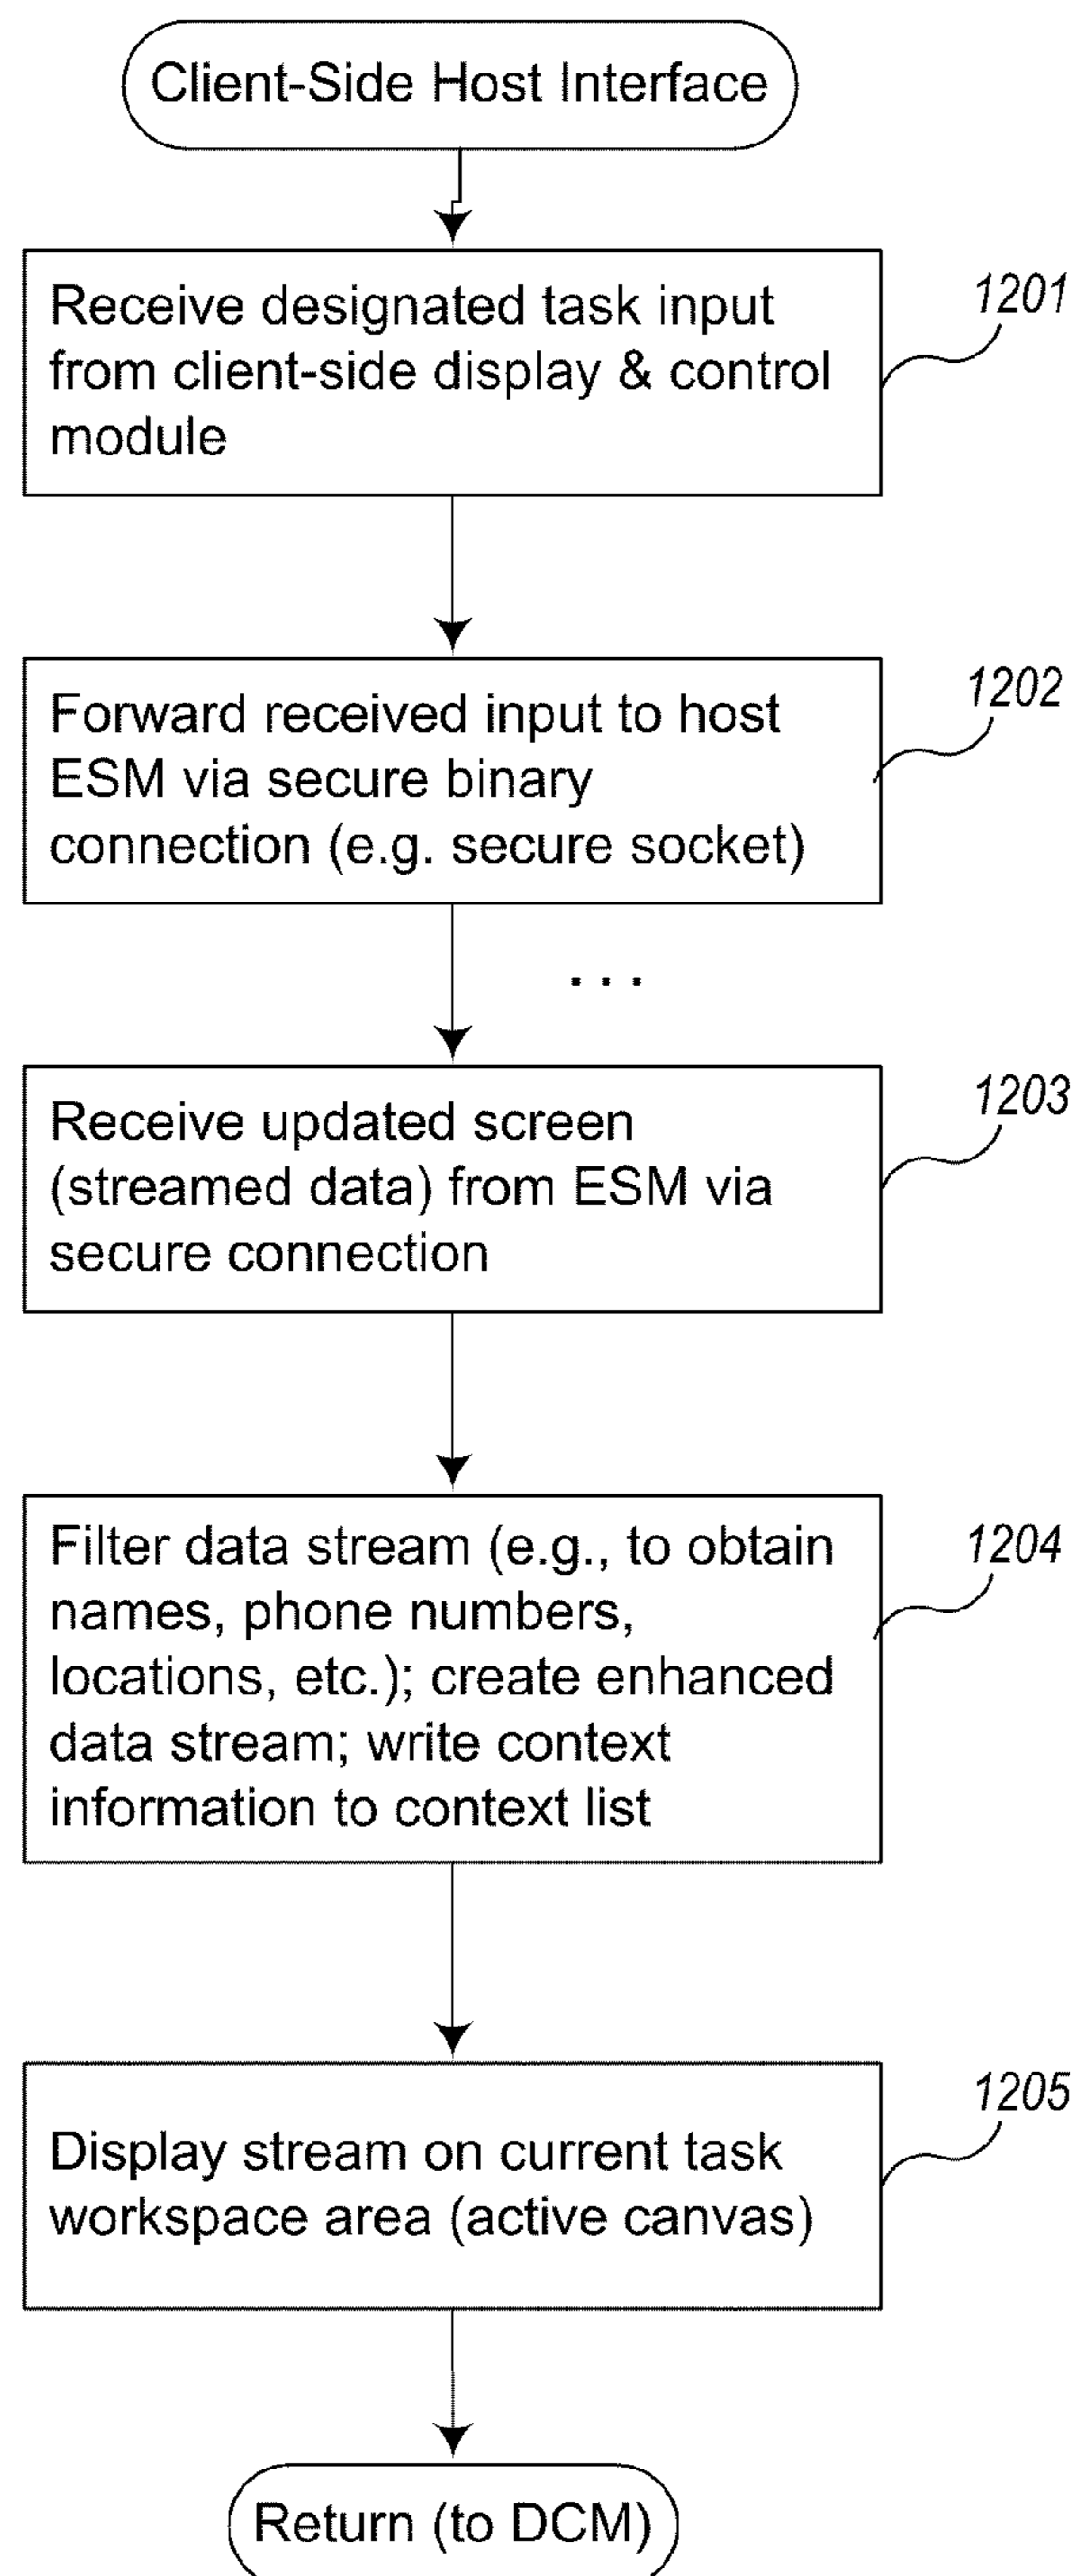 Client-Side Host Interface
Receive designated task input
from client-side display & control
module
1201
Forward received input to host
ESM via secure binary
connection (e.g. secure socket)
1202
...
Receive updated screen
(streamed data) from ESM via
secure connection
1203
Filter data stream (e.g., to obtain
names, phone numbers,
locations, etc.); create enhanced
data stream; write context
information to context list
1204
Display stream on current task
workspace area (active canvas)
1205
Return (to DCM)